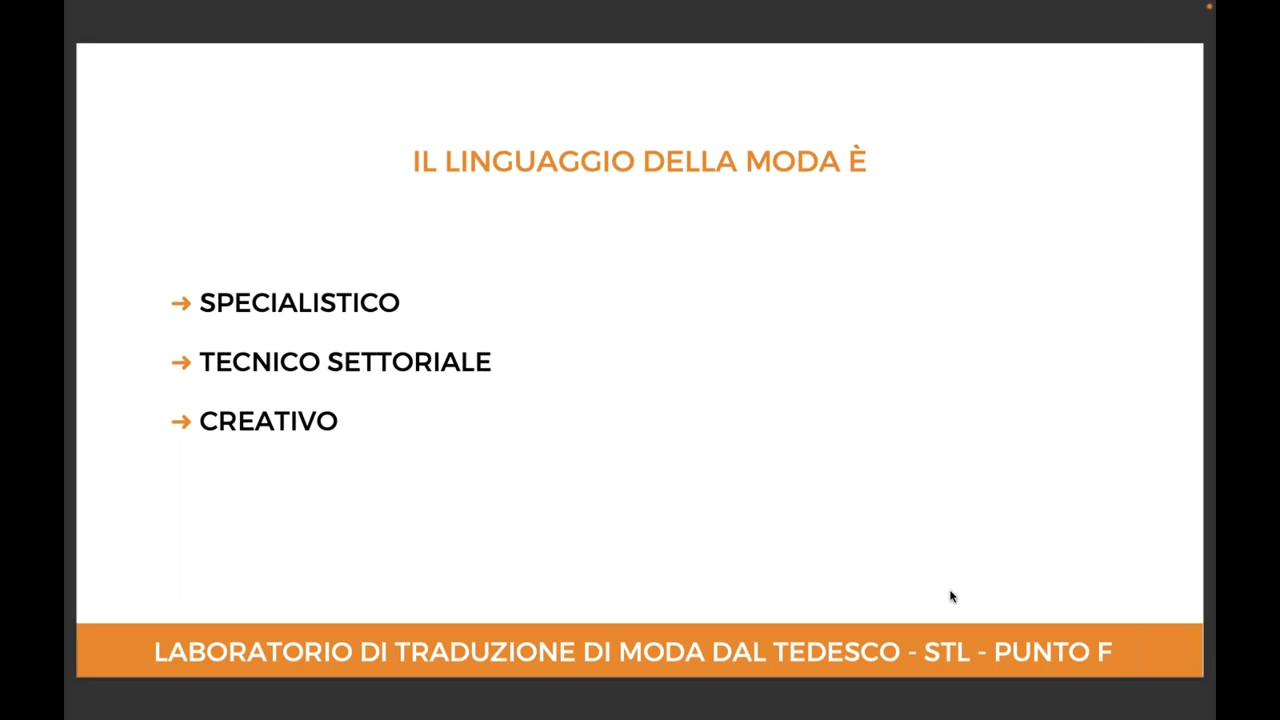 IL LINGUAGGIO DELLA MODA È
➜ SPECIALISTICO
➜ TECNICO SETTORIALE
➜ CREATIVO
LABORATORIO DI TRADUZIONE DI MODA DAL TEDESCO - STL - PUNTO F